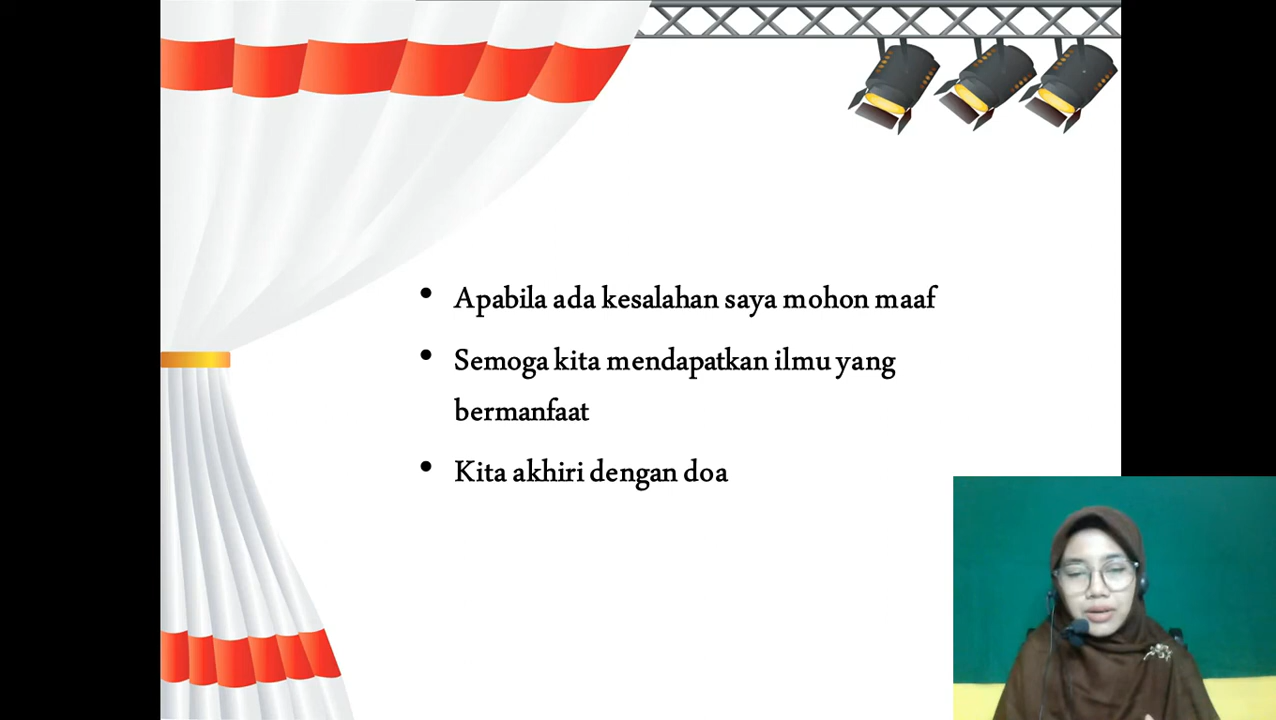 • Apabila ada kesalahan saya mohon maaf
• Semoga kita mendapatkan ilmu yang
bermanfaat
• Kita akhiri dengan doa